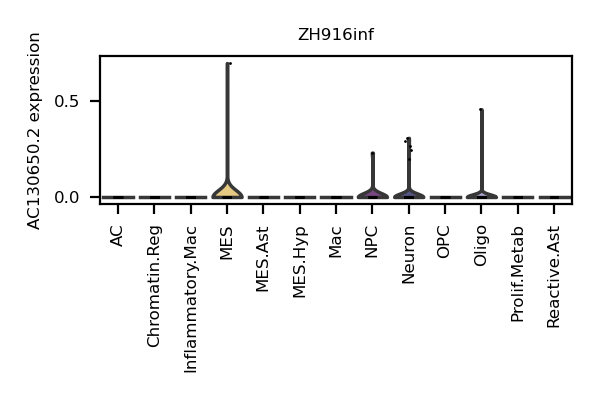 ZH916inf
AC130650.2 expression
0.5
0.0
AC
Chromatin.Reg
Inflammatory.Mac
MES
MES.Ast
MES.Hyp
Mac
NPC
Neuron
OPC
Oligo
Prolif.Metab
Reactive.Ast